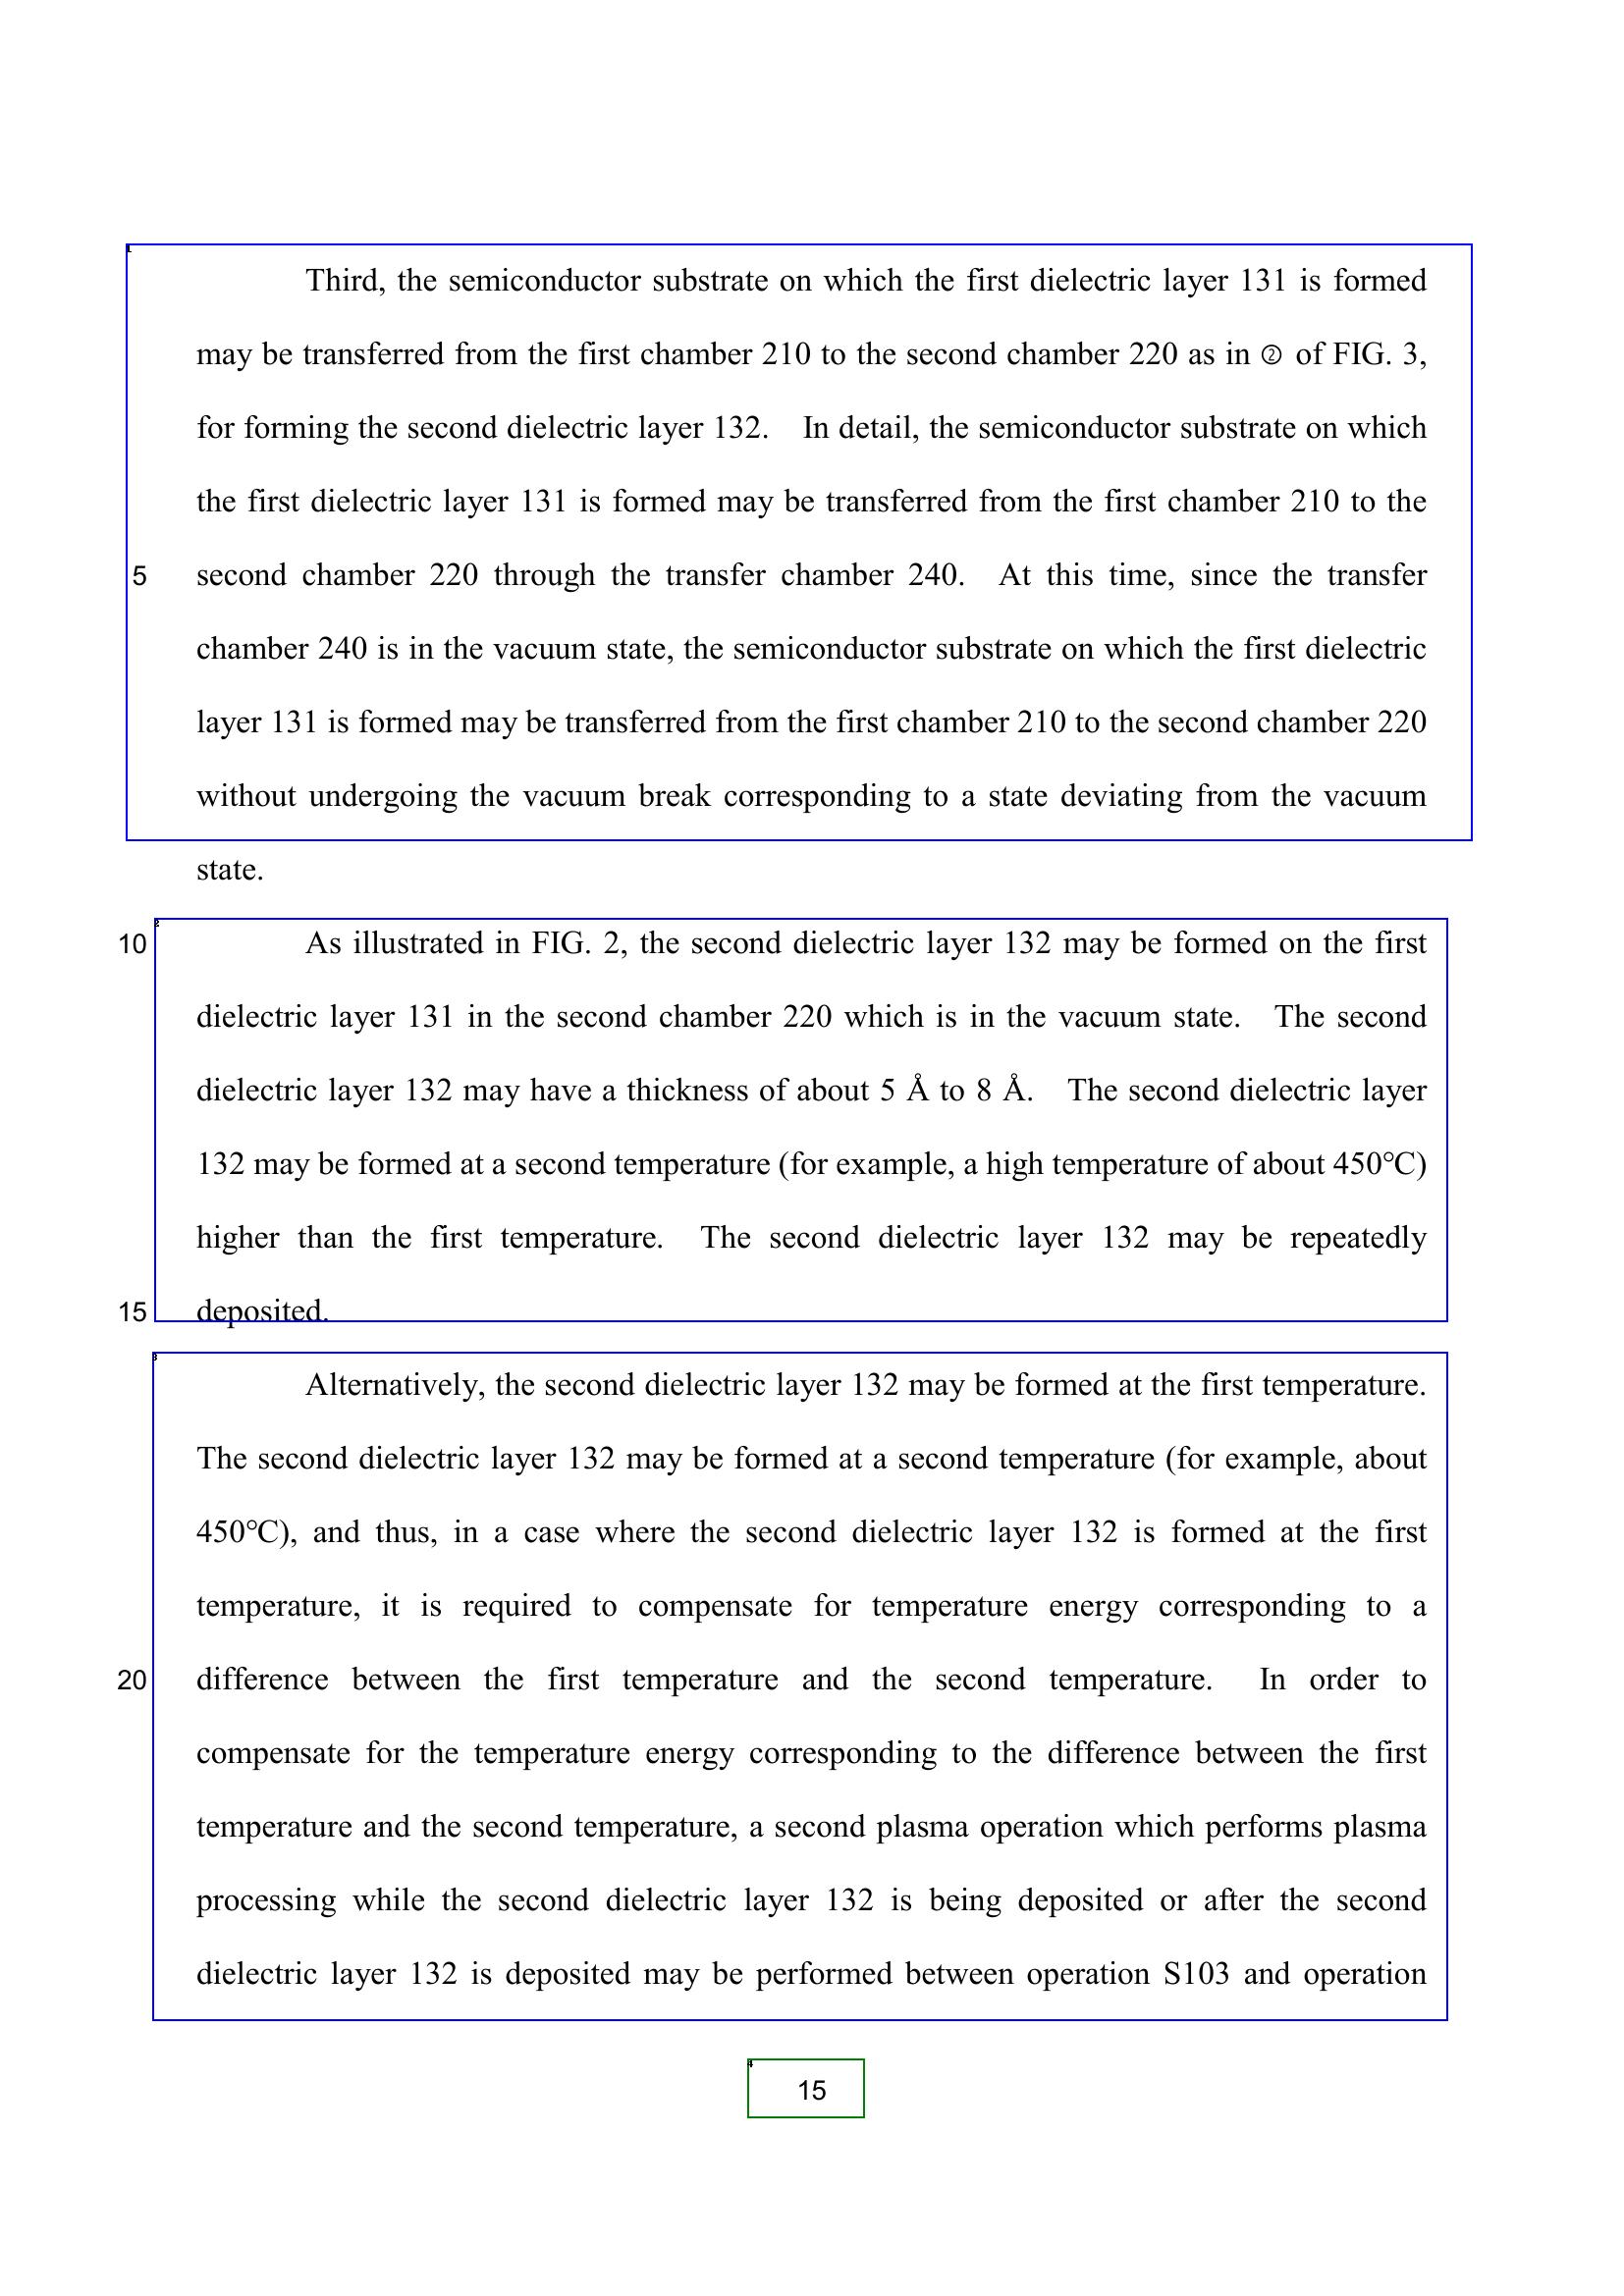 1
Third, the semiconductor substrate on which the first dielectric layer 131 is formed
may be transferred from the first chamber 210 to the second chamber 220 as in ② of FIG. 3,
for forming the second dielectric layer 132. In detail, the semiconductor substrate on which
the first dielectric layer 131 is formed may be transferred from the first chamber 210 to the
5 second chamber 220 through the transfer chamber 240. At this time, since the transfer
chamber 240 is in the vacuum state, the semiconductor substrate on which the first dielectric
layer 131 is formed may be transferred from the first chamber 210 to the second chamber 220
without undergoing the vacuum break corresponding to a state deviating from the vacuum
state.
2
10 As illustrated in FIG. 2, the second dielectric layer 132 may be formed on the first
dielectric layer 131 in the second chamber 220 which is in the vacuum state. The second
dielectric layer 132 may have a thickness of about 5 Å to 8 Å. The second dielectric layer
132 may be formed at a second temperature (for example, a high temperature of about 450℃)
higher than the first temperature. The second dielectric layer 132 may be repeatedly
15 deposited.
3
Alternatively, the second dielectric layer 132 may be formed at the first temperature.
The second dielectric layer 132 may be formed at a second temperature (for example, about
450℃), and thus, in a case where the second dielectric layer 132 is formed at the first
temperature, it is required to compensate for temperature energy corresponding to a
20 difference between the first temperature and the second temperature. In order to
compensate for the temperature energy corresponding to the difference between the first
temperature and the second temperature, a second plasma operation which performs plasma
processing while the second dielectric layer 132 is being deposited or after the second
dielectric layer 132 is deposited may be performed between operation S103 and operation
4
15